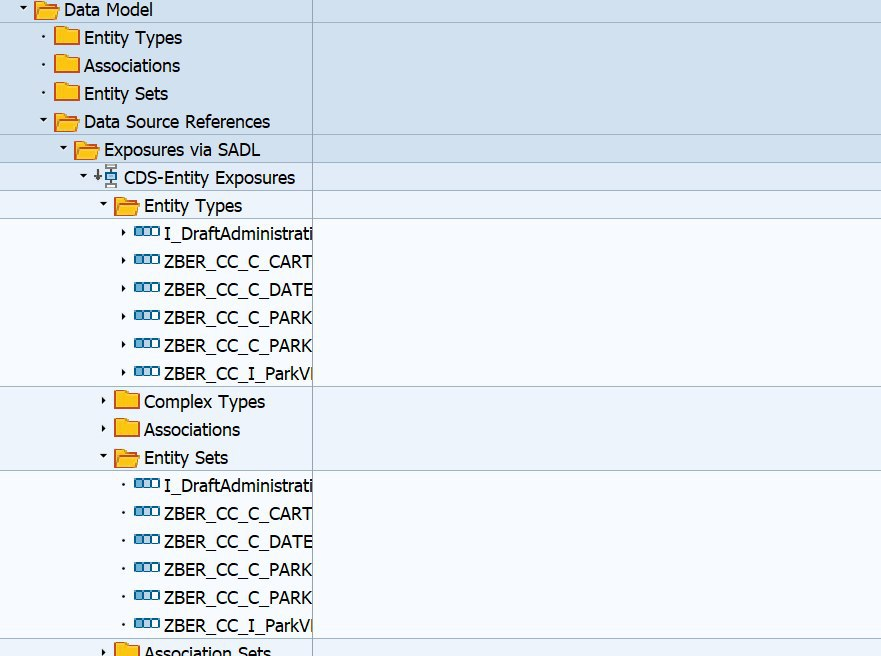 Data Model
Entity Types
Associations
Entity Sets
Data Source References
Exposures via SADL
CDS-Entity Exposures
Entity Types
I_DraftAdministrati
ZBER_CC_C_CART
ZBER_CC_C_DATE
ZBER_CC_C_PARK
ZBER_CC_C_PARK
ZBER_CC_I_ParkV
Complex Types
Associations
Entity Sets
I_DraftAdministrati
ZBER_CC_C_CART
ZBER_CC_C_DATE
ZBER_CC_C_PARK
ZBER_CC_C_PARK
ZBER_CC_I_ParkV
Association Sets